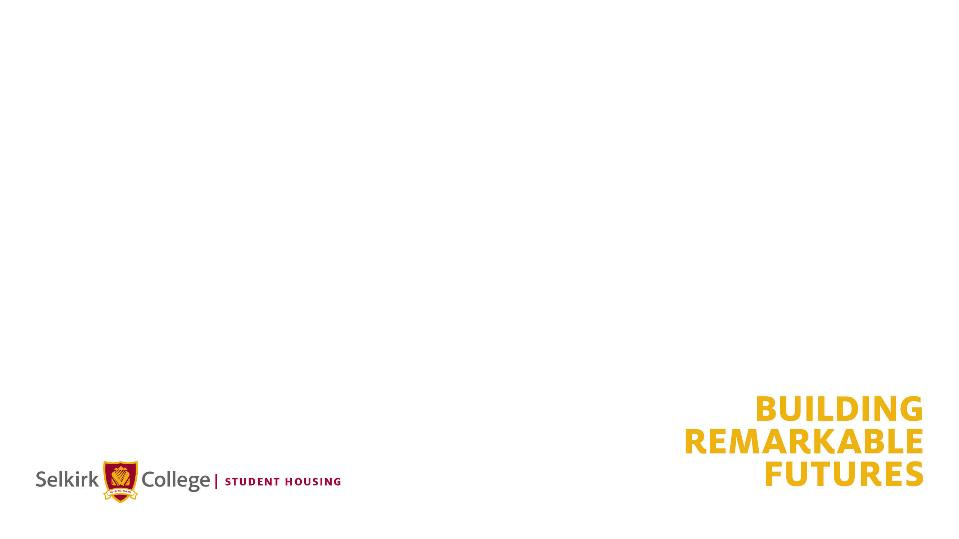 BUILDING
REMARKABLE
FUTURES
Selkirk College | STUDENT HOUSING